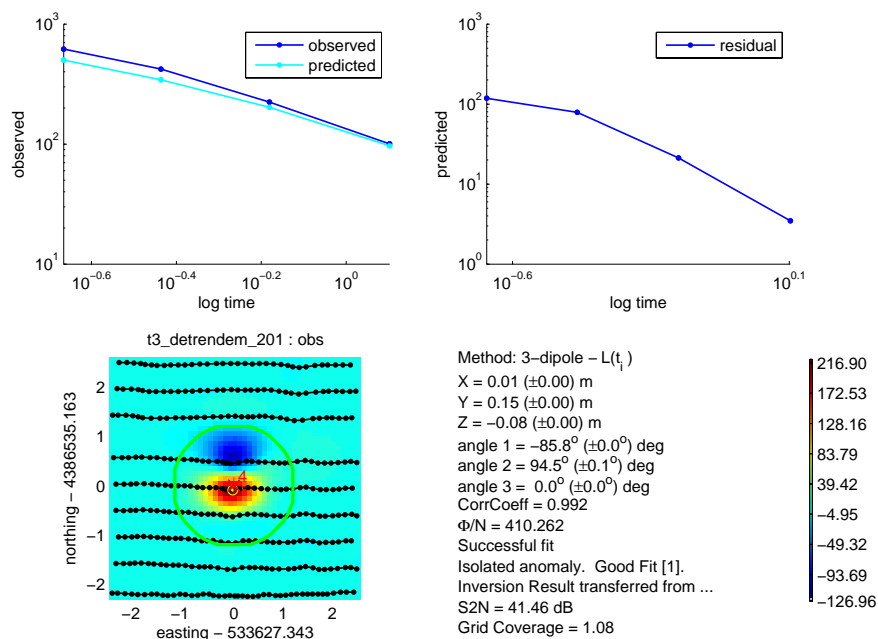 10^3
10^2
10^1
observed
10^-0.6
10^-0.4
10^-0.2
10^0
log time
observed
predicted
10^3
10^2
10^1
10^0
predicted
10^-0.6
10^0.1
log time
residual
t3_detrendem_201 : obs
2
1
0
−1
−2
northing − 4386535.163
−2
−1
0
1
2
easting − 533627.343
4
Method: 3−dipole − L(t_i)
X = 0.01 (±0.00) m
Y = 0.15 (±0.00) m
Z = −0.08 (±0.00) m
angle 1 = −85.8° (±0.0°) deg
angle 2 = 94.5° (±0.1°) deg
angle 3 = 0.0° (±0.0°) deg
CorrCoeff = 0.992
Φ/N = 410.262
Successful fit
Isolated anomaly. Good Fit [1].
Inversion Result transferred from ...
S2N = 41.46 dB
Grid Coverage = 1.08
216.90
172.53
128.16
83.79
39.42
−4.95
−49.32
−93.69
−126.96